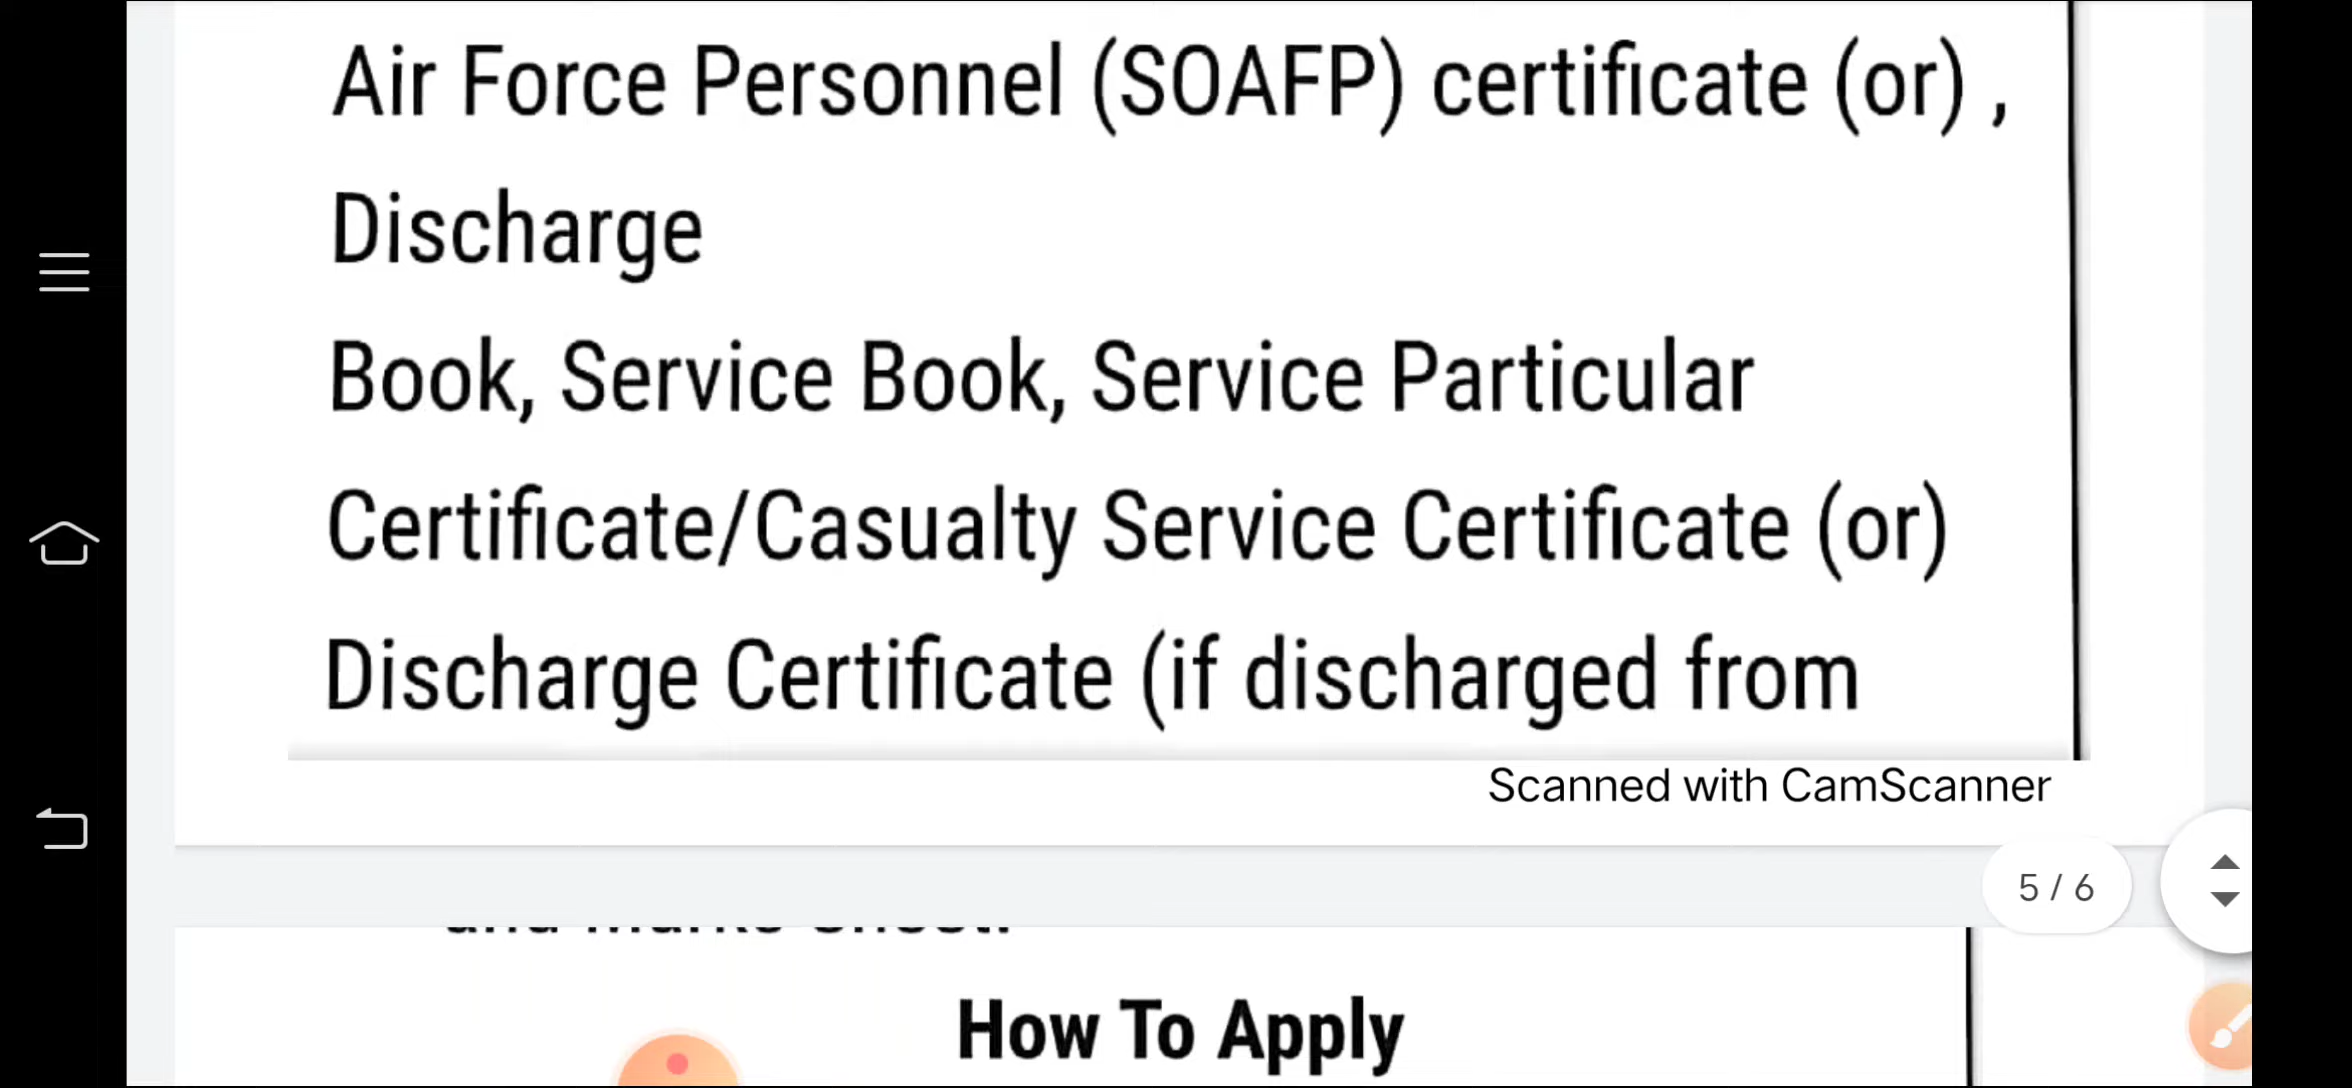 Air Force Personnel (SOAFP) certificate (or) ,
Discharge
Book, Service Book, Service Particular
Certificate/Casualty Service Certificate (or)
Discharge Certificate (if discharged from
Scanned with CamScanner
5 / 6
How To Apply